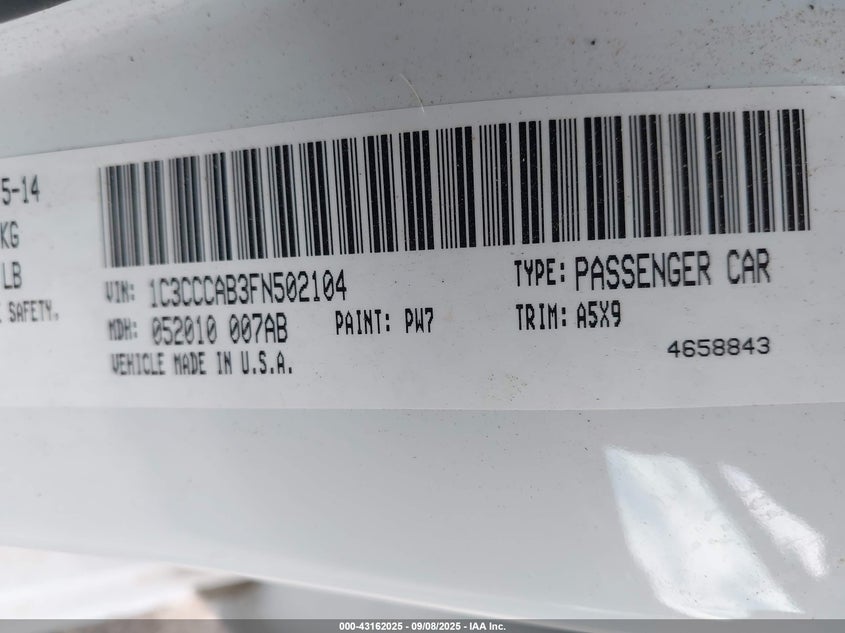 5-14
KG
LB
SAFETY.
VIN: 1C3CCCAB3FN502104
TYPE: PASSENGER CAR
MDH: 052010 007AB
PAINT: PW7
TRIM: A5X9
VEHICLE MADE IN U.S.A.
4658843
000-43162025 - 09/08/2025 - IAA Inc.